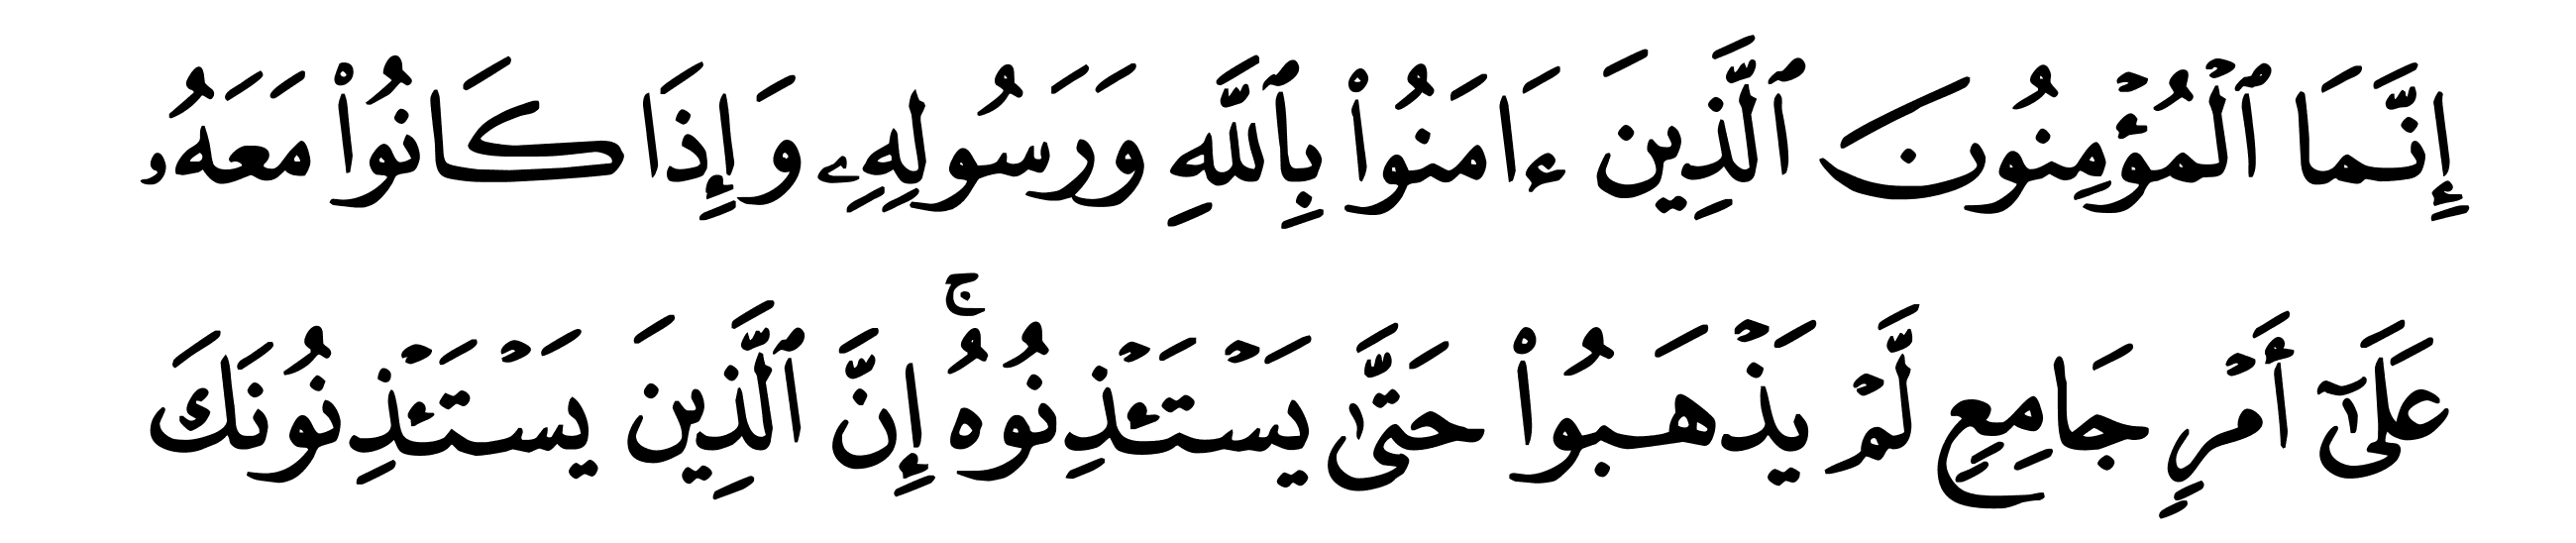 إِنَّمَا ٱلْمُؤْمِنُونَ ٱلَّذِينَ ءَامَنُوا۟ بِٱللَّهِ وَرَسُولِهِۦ وَإِذَا كَانُوا۟ مَعَهُۥ
عَلَىٰٓ أَمْرٍ جَامِعٍ لَّمْ يَذْهَبُوا۟ حَتَّىٰ يَسْتَـْٔذِنُوهُ ۚ إِنَّ ٱلَّذِينَ يَسْتَـْٔذِنُونَكَ